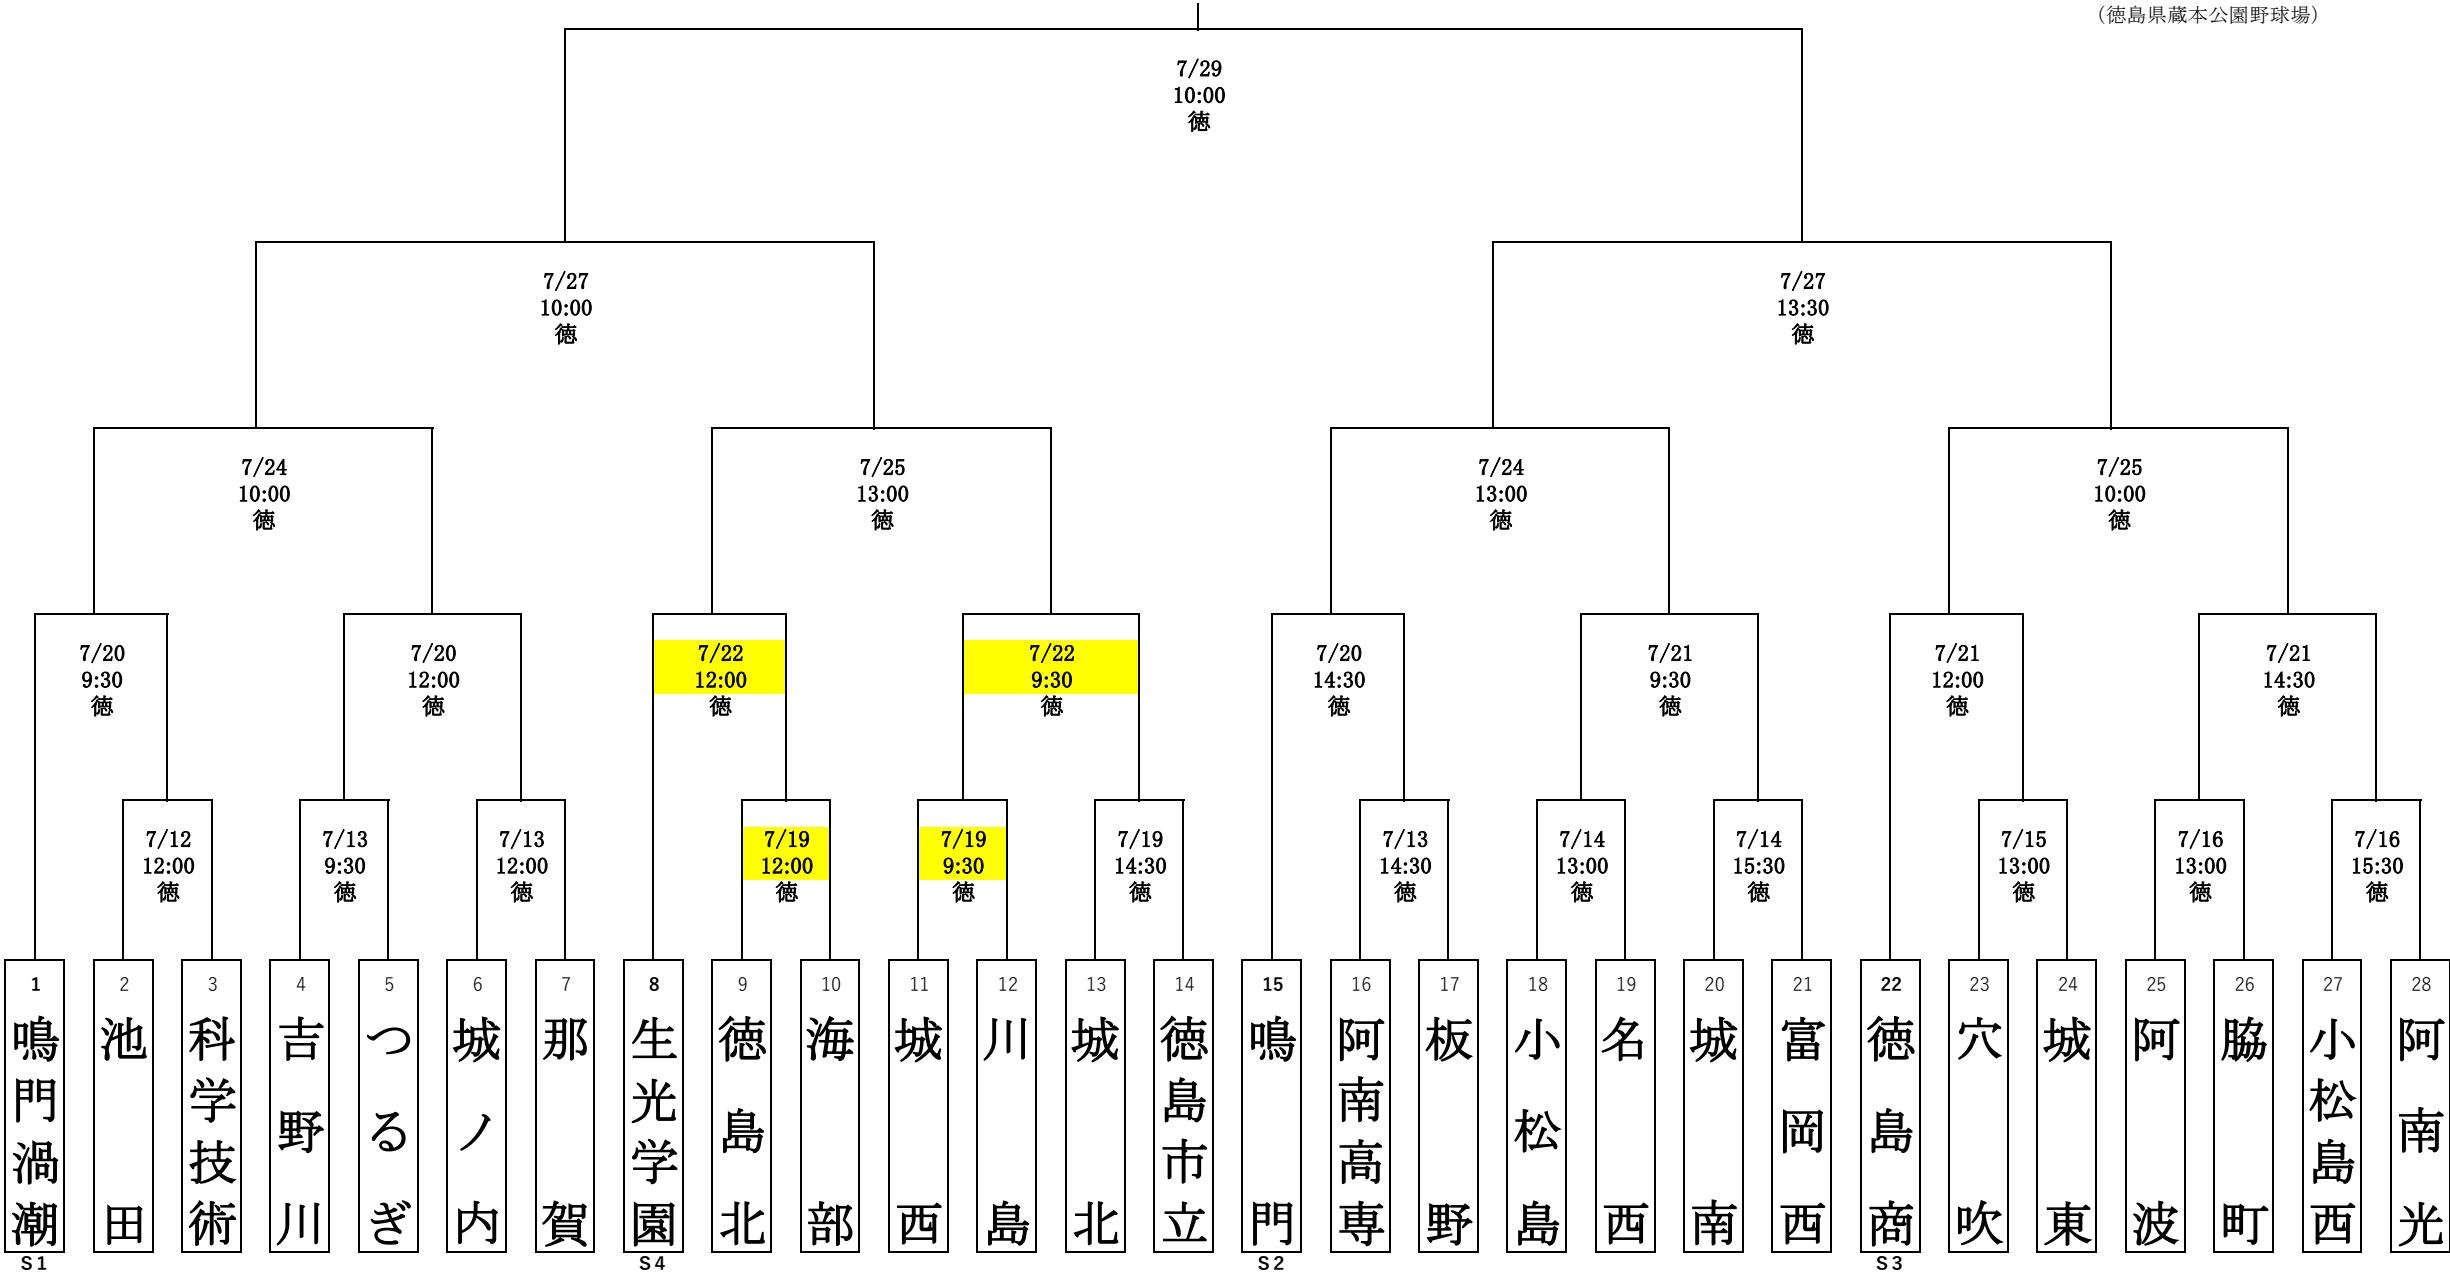 （徳島県蔵本公園野球場）
7/29
10:00
徳
7/27
10:00
徳
7/27
13:30
徳
7/24
10:00
徳
7/25
13:00
徳
7/24
13:00
徳
7/25
10:00
徳
7/20
9:30
徳
7/20
12:00
徳
7/22
12:00
徳
7/22
9:30
徳
7/20
14:30
徳
7/21
9:30
徳
7/21
12:00
徳
7/21
14:30
徳
7/12
12:00
徳
7/13
9:30
徳
7/13
12:00
徳
7/19
12:00
徳
7/19
9:30
徳
7/19
14:30
徳
7/13
14:30
徳
7/14
13:00
徳
7/14
15:30
徳
7/15
13:00
徳
7/16
13:00
徳
7/16
15:30
徳
1
鳴門渦潮
S1
2
池田
3
科学技術
4
吉野川
5
つるぎ
6
城ノ内
7
那賀
8
生光学園
S4
9
徳島北
10
海部
11
城西
12
川島
13
城北
14
徳島市立
15
鳴門
S2
16
阿南高専
17
板野
18
小松島
19
名西
20
城南
21
富岡西
22
徳島商
S3
23
穴吹
24
城東
25
阿波
26
脇町
27
小松島西
28
阿南光